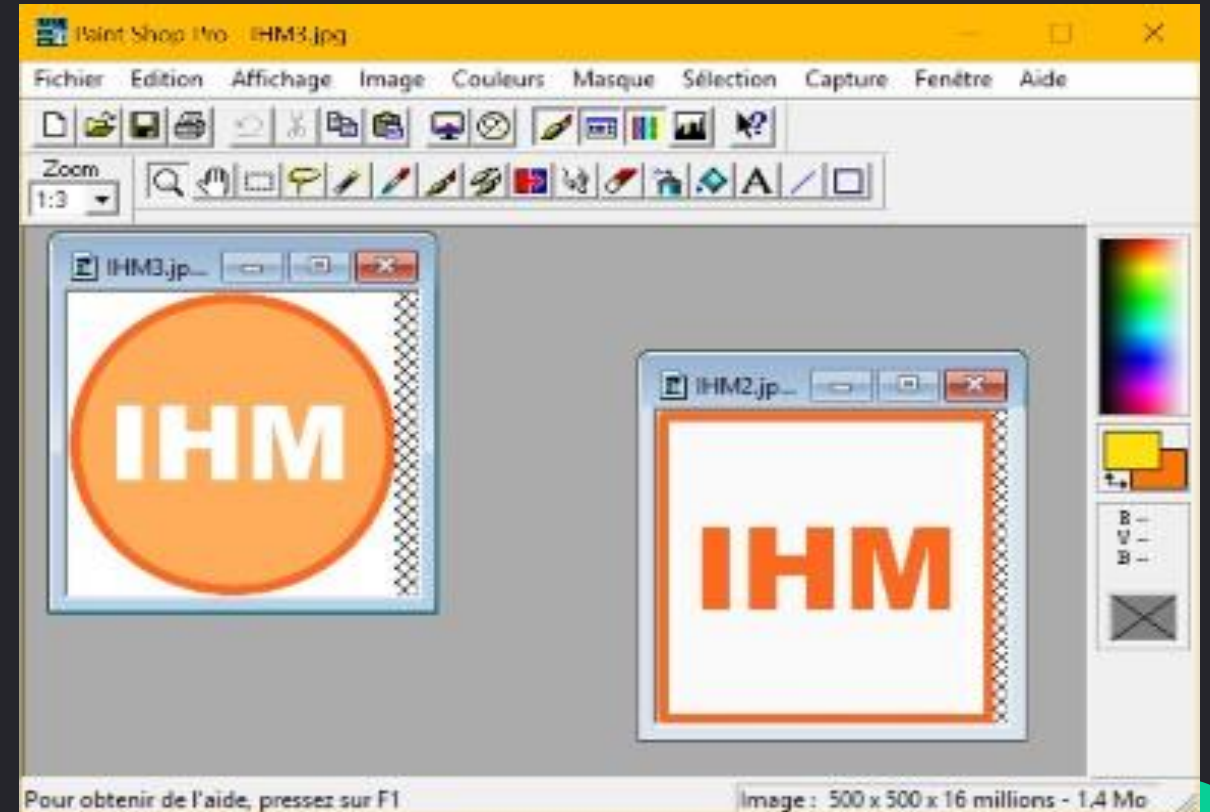 Paint Shop Pro - IHM3.jpg
Fichier Edition Affichage Image Couleurs Masque Sélection Capture Fenêtre Aide
Zoom
1:3
A
IHM3.jp...
IHM
IHM2.jp...
IHM
R --
V --
B --
Pour obtenir de l'aide, pressez sur F1
Image : 500 x 500 x 16 millions - 1.4 Mo